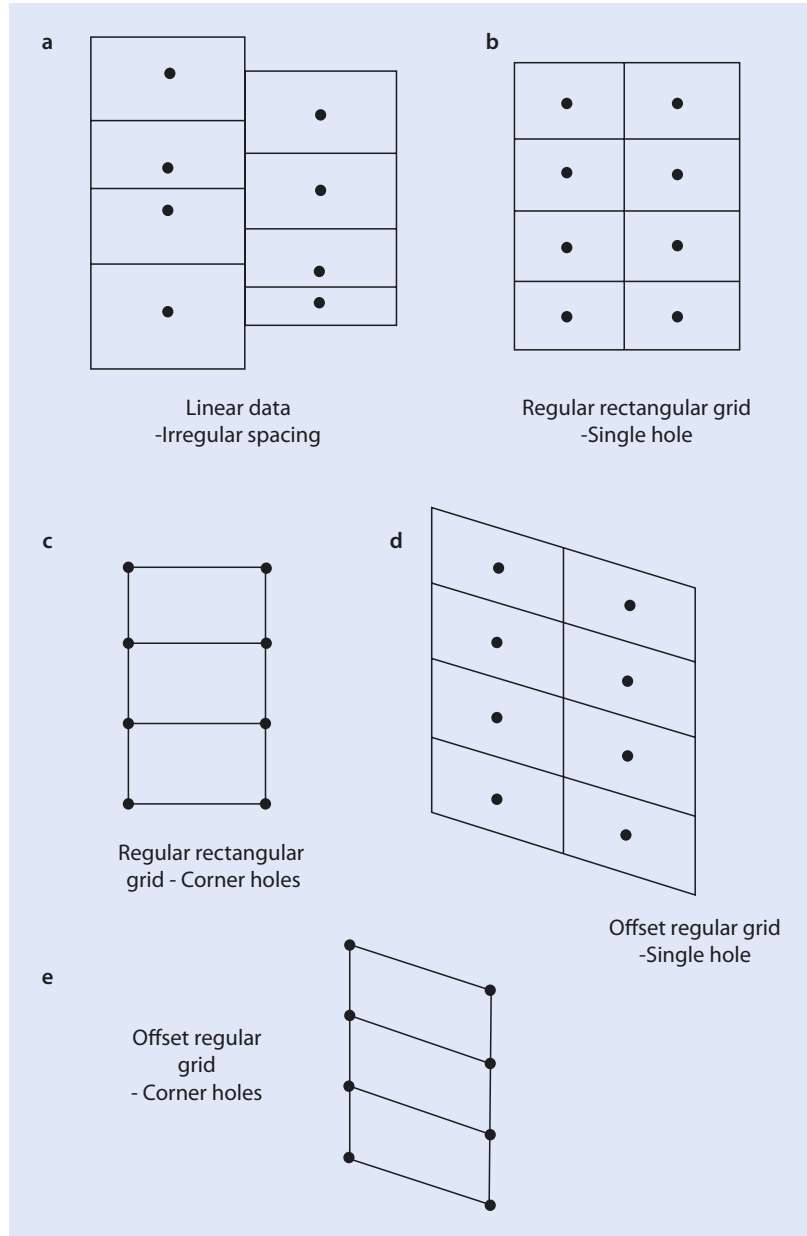 a
b
Linear data
-Irregular spacing
Regular rectangular grid
-Single hole
c
d
Regular rectangular
grid - Corner holes
Offset regular grid
-Single hole
e
Offset regular
grid
- Corner holes